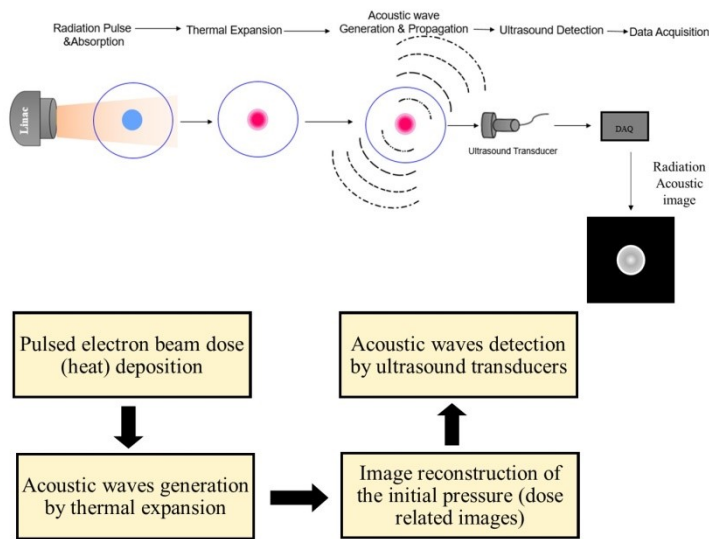 Radiation Pulse
&Absorption
Thermal Expansion
Acoustic wave
Generation & Propagation
Ultrasound Detection
Data Acquisition
Linac
Ultrasound Transducer
DAQ
Radiation
Acoustic
image
Pulsed electron beam dose
(heat) deposition
Acoustic waves detection
by ultrasound transducers
Acoustic waves generation
by thermal expansion
Image reconstruction of
the initial pressure (dose
related images)